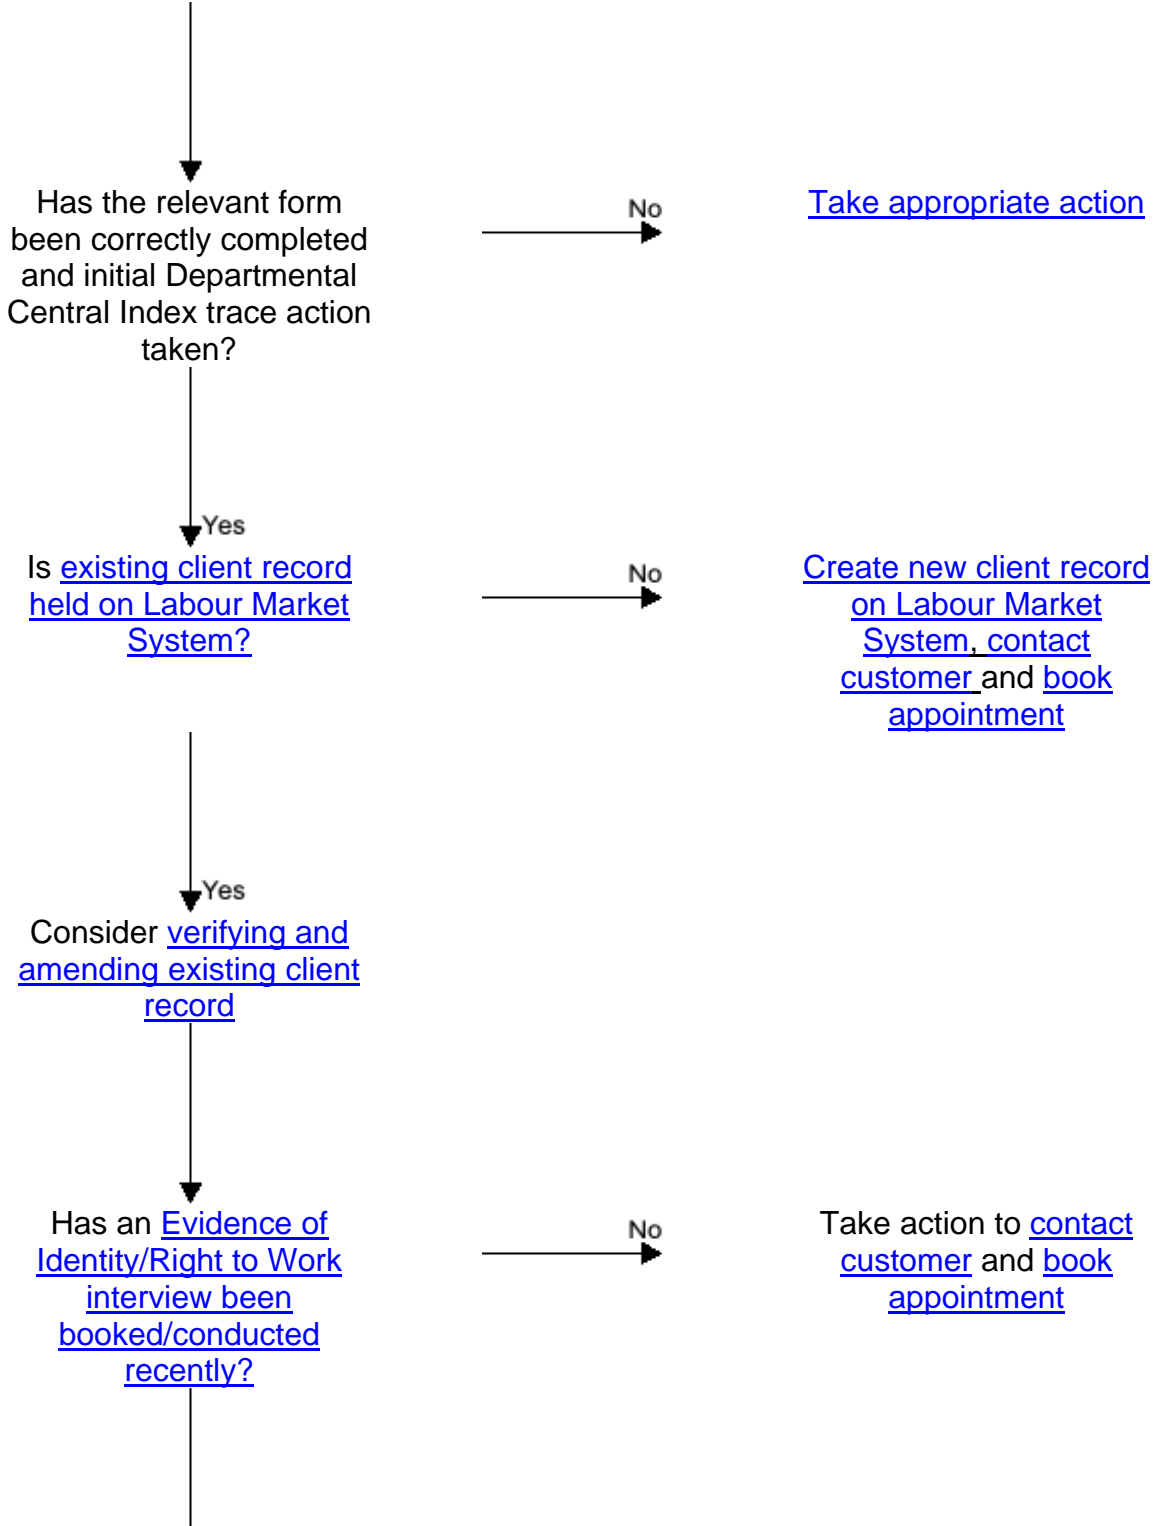 Has the relevant form
been correctly completed
and initial Departmental
Central Index trace action
taken?
No
Take appropriate action
Yes
Is existing client record
held on Labour Market
System?
No
Create new client record
on Labour Market
System, contact
customer and book
appointment
Yes
Consider verifying and
amending existing client
record
Has an Evidence of
Identity/Right to Work
interview been
booked/conducted
recently?
No
Take action to contact
customer and book
appointment